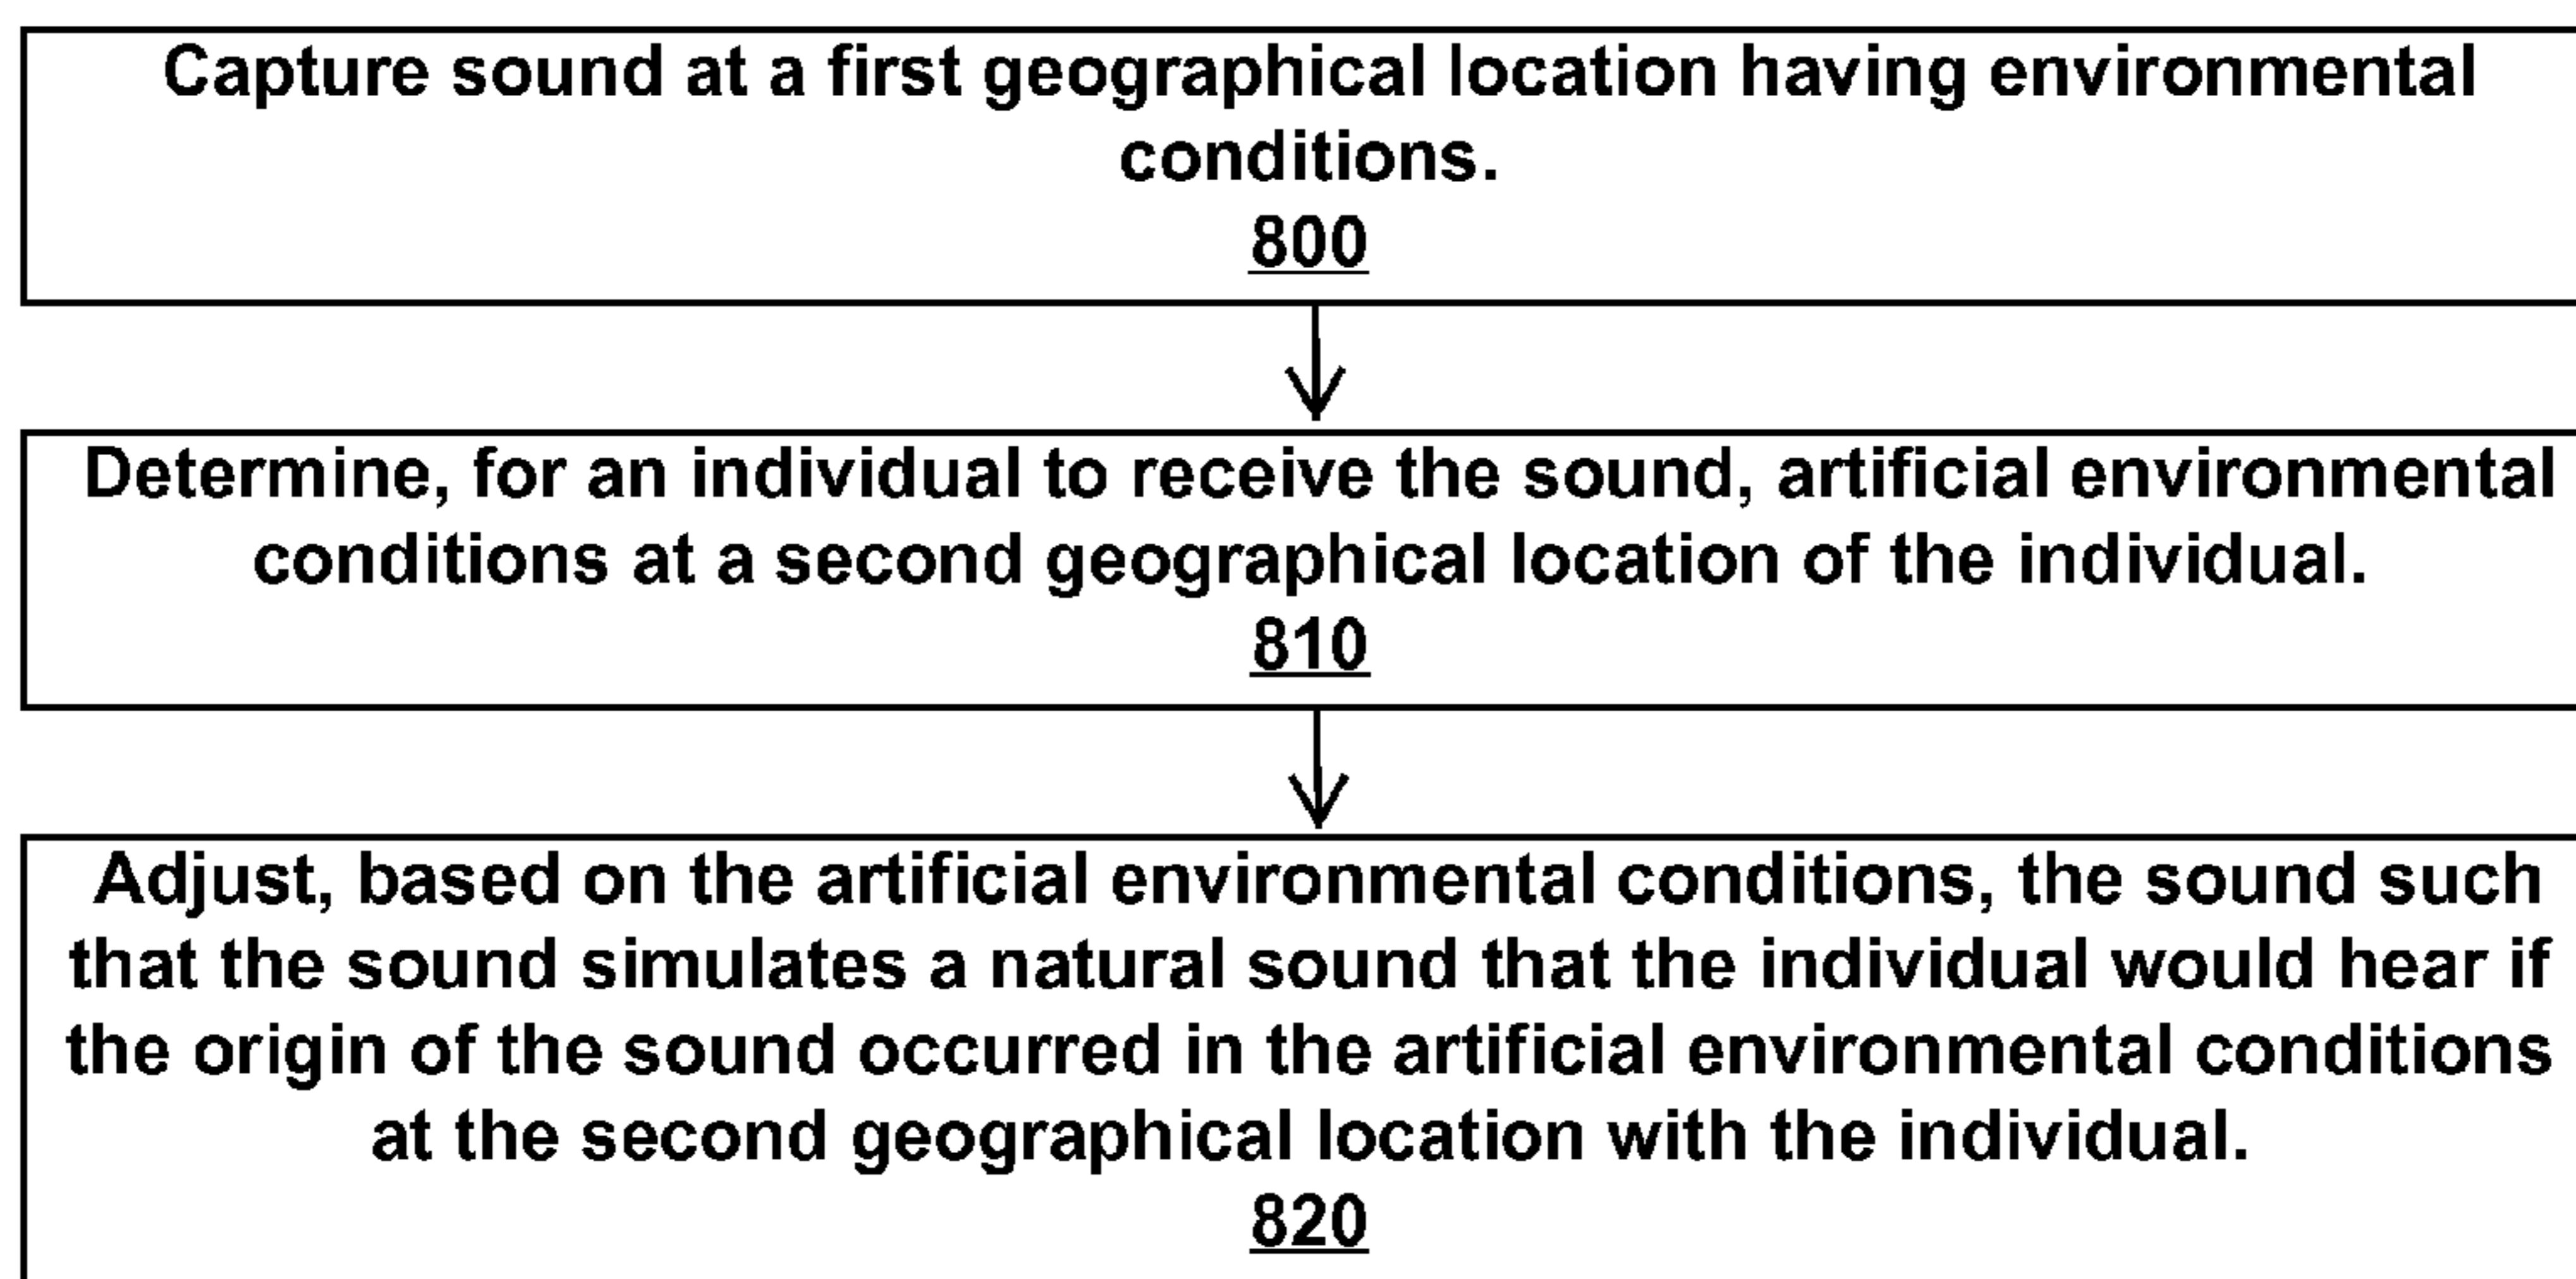 Capture sound at a first geographical location having environmental
conditions.
800
Determine, for an individual to receive the sound, artificial environmental
conditions at a second geographical location of the individual.
810
Adjust, based on the artificial environmental conditions, the sound such
that the sound simulates a natural sound that the individual would hear if
the origin of the sound occurred in the artificial environmental conditions
at the second geographical location with the individual.
820